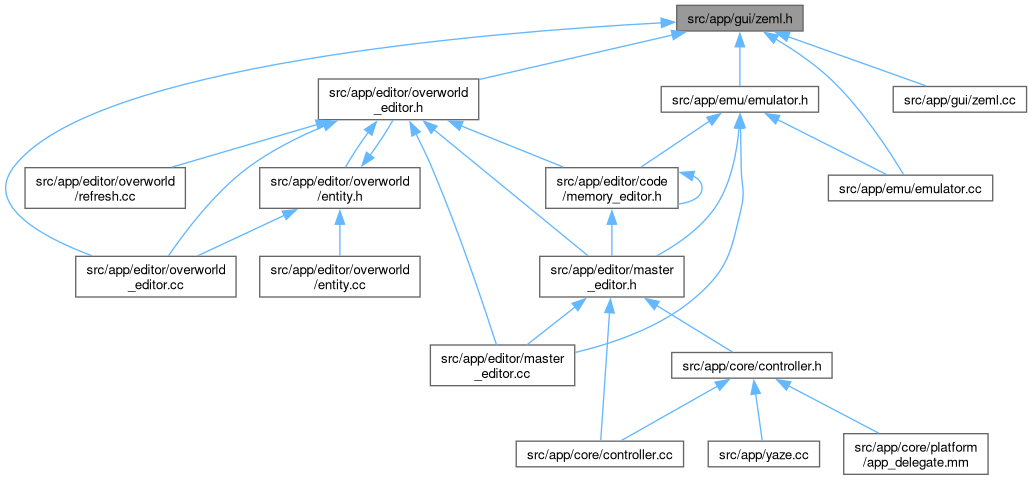 src/app/gui/zeml.h
src/app/editor/overworld
_editor.h
src/app/emu/emulator.h
src/app/gui/zeml.cc
src/app/editor/overworld
/refresh.cc
src/app/editor/overworld
/entity.h
src/app/editor/code
/memory_editor.h
src/app/emu/emulator.cc
src/app/editor/overworld
_editor.cc
src/app/editor/overworld
/entity.cc
src/app/editor/master
_editor.h
src/app/editor/master
_editor.cc
src/app/core/controller.h
src/app/core/controller.cc
src/app/yaze.cc
src/app/core/platform
/app_delegate.mm